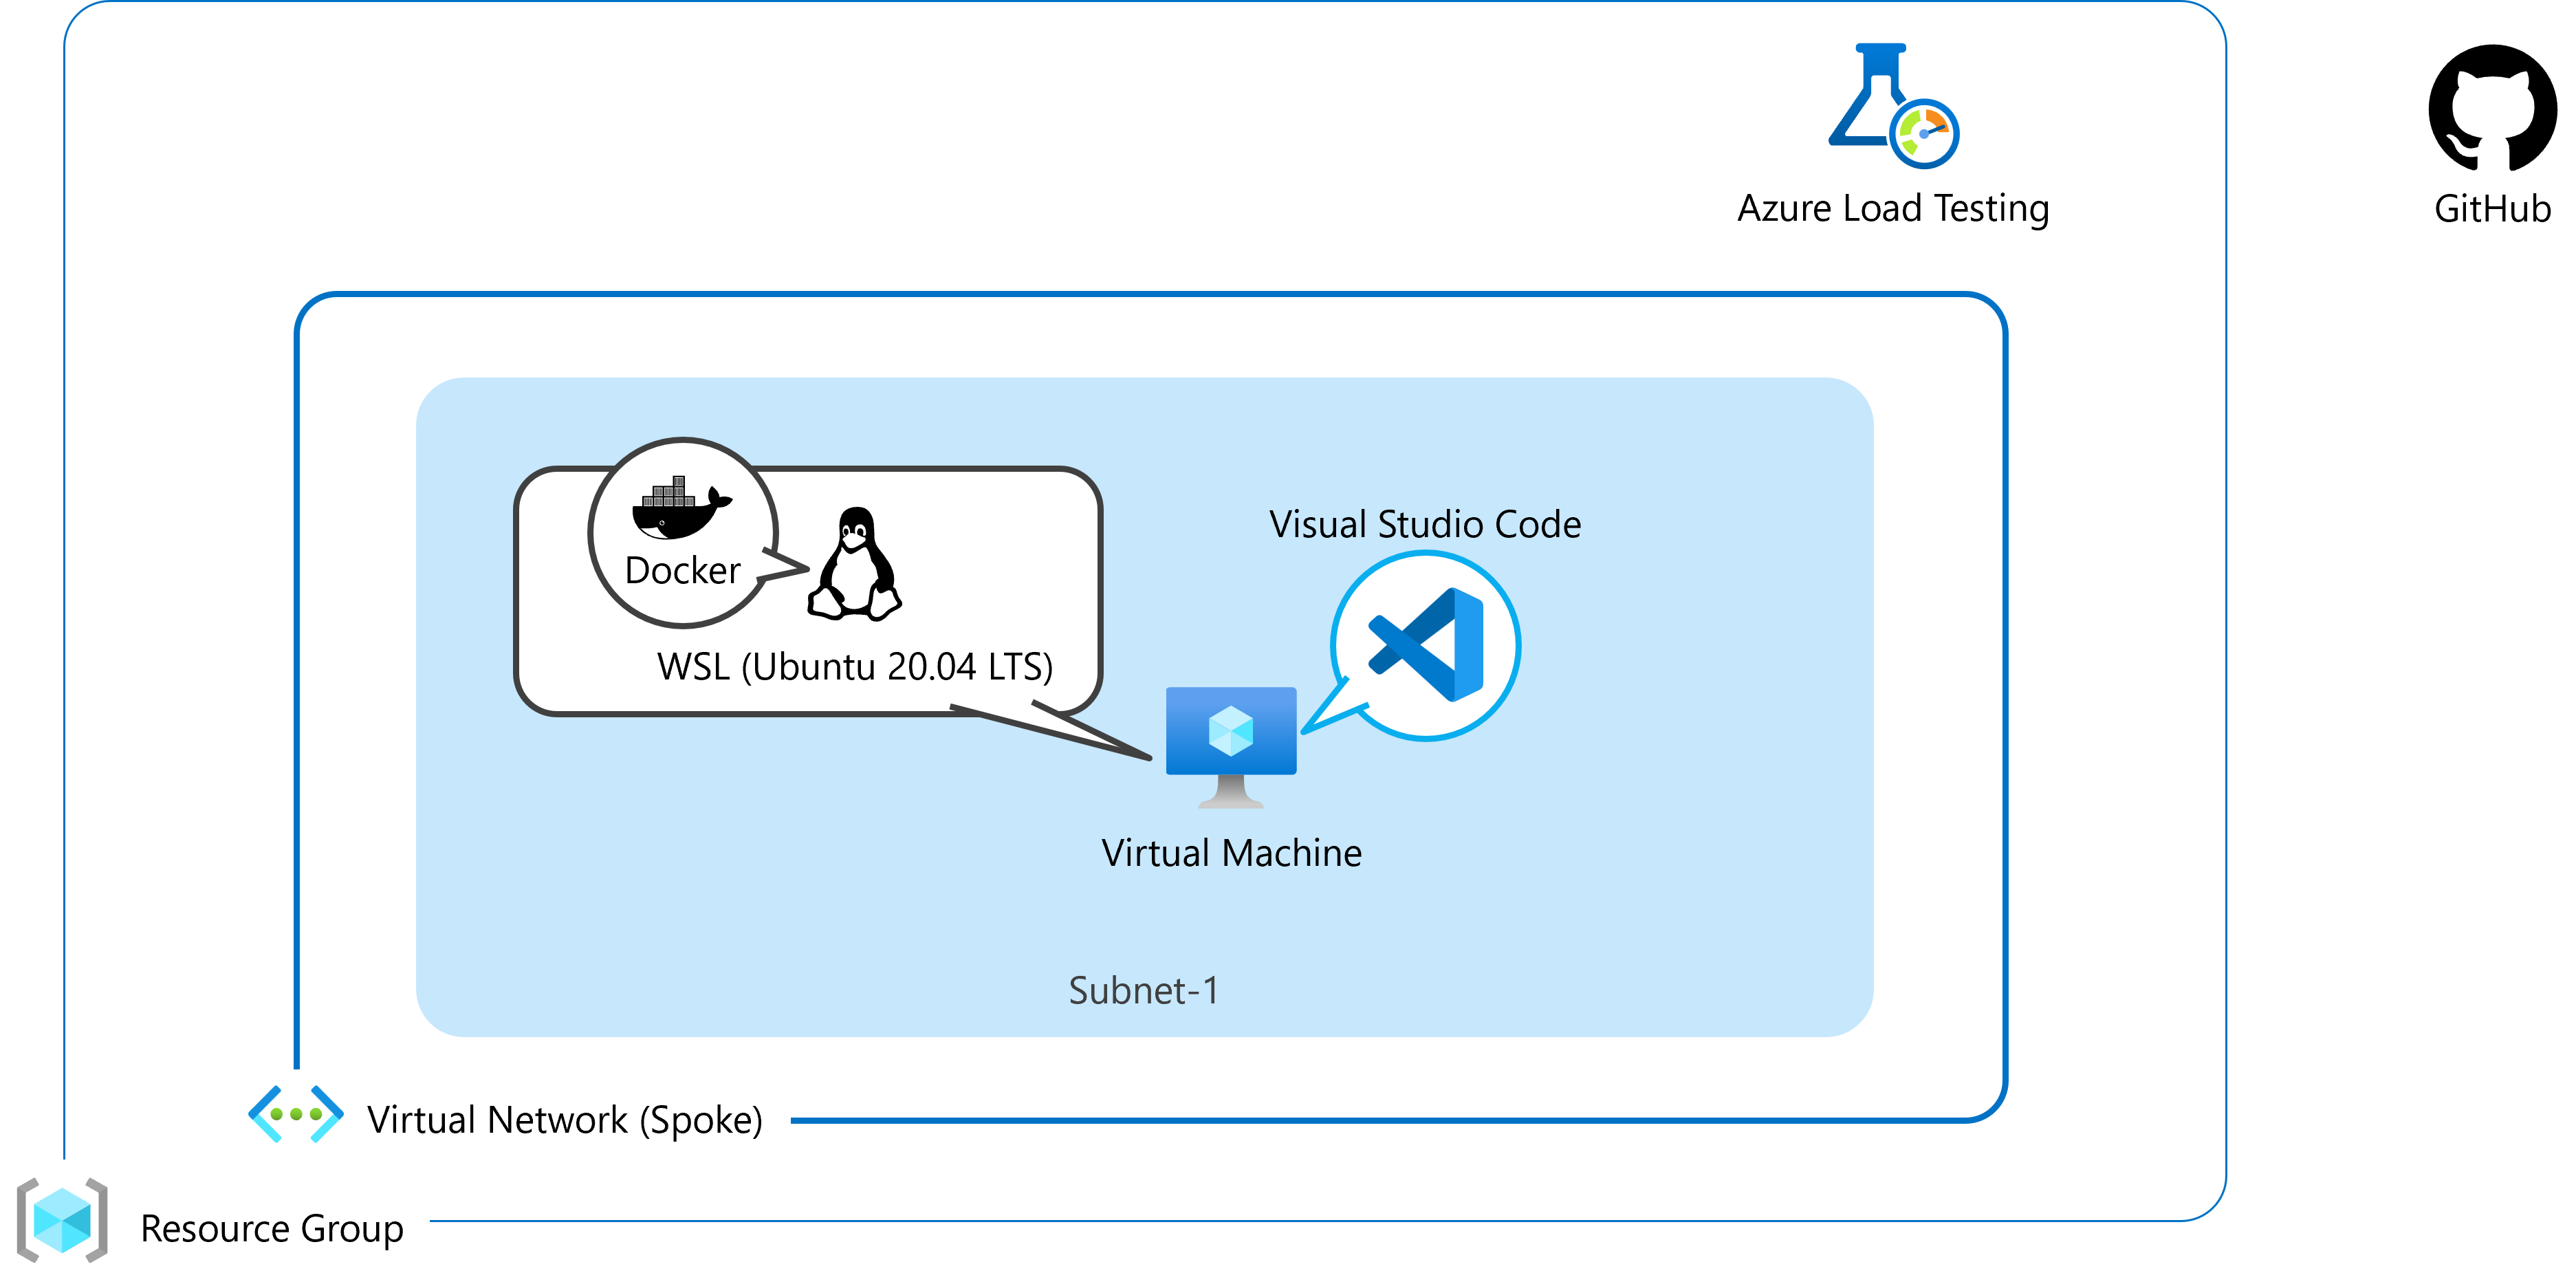 Azure Load Testing
GitHub
Visual Studio Code
Docker
WSL (Ubuntu 20.04 LTS)
Virtual Machine
Subnet-1
Virtual Network (Spoke)
Resource Group